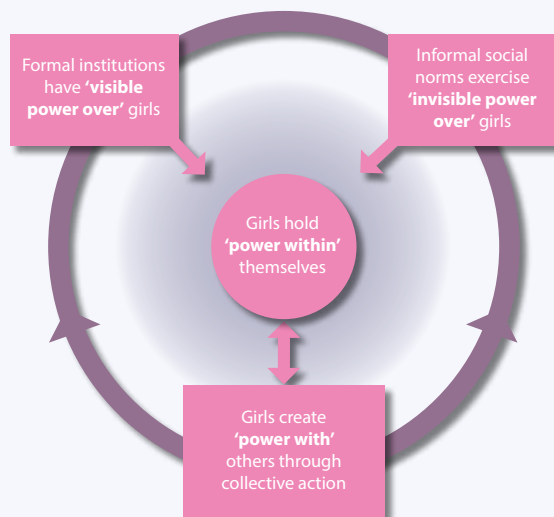 Formal institutions
have ‘visible
power over’ girls
Informal social
norms exercise
‘invisible power
over’ girls
Girls hold
‘power within’
themselves
Girls create
‘power with’
others through
collective action